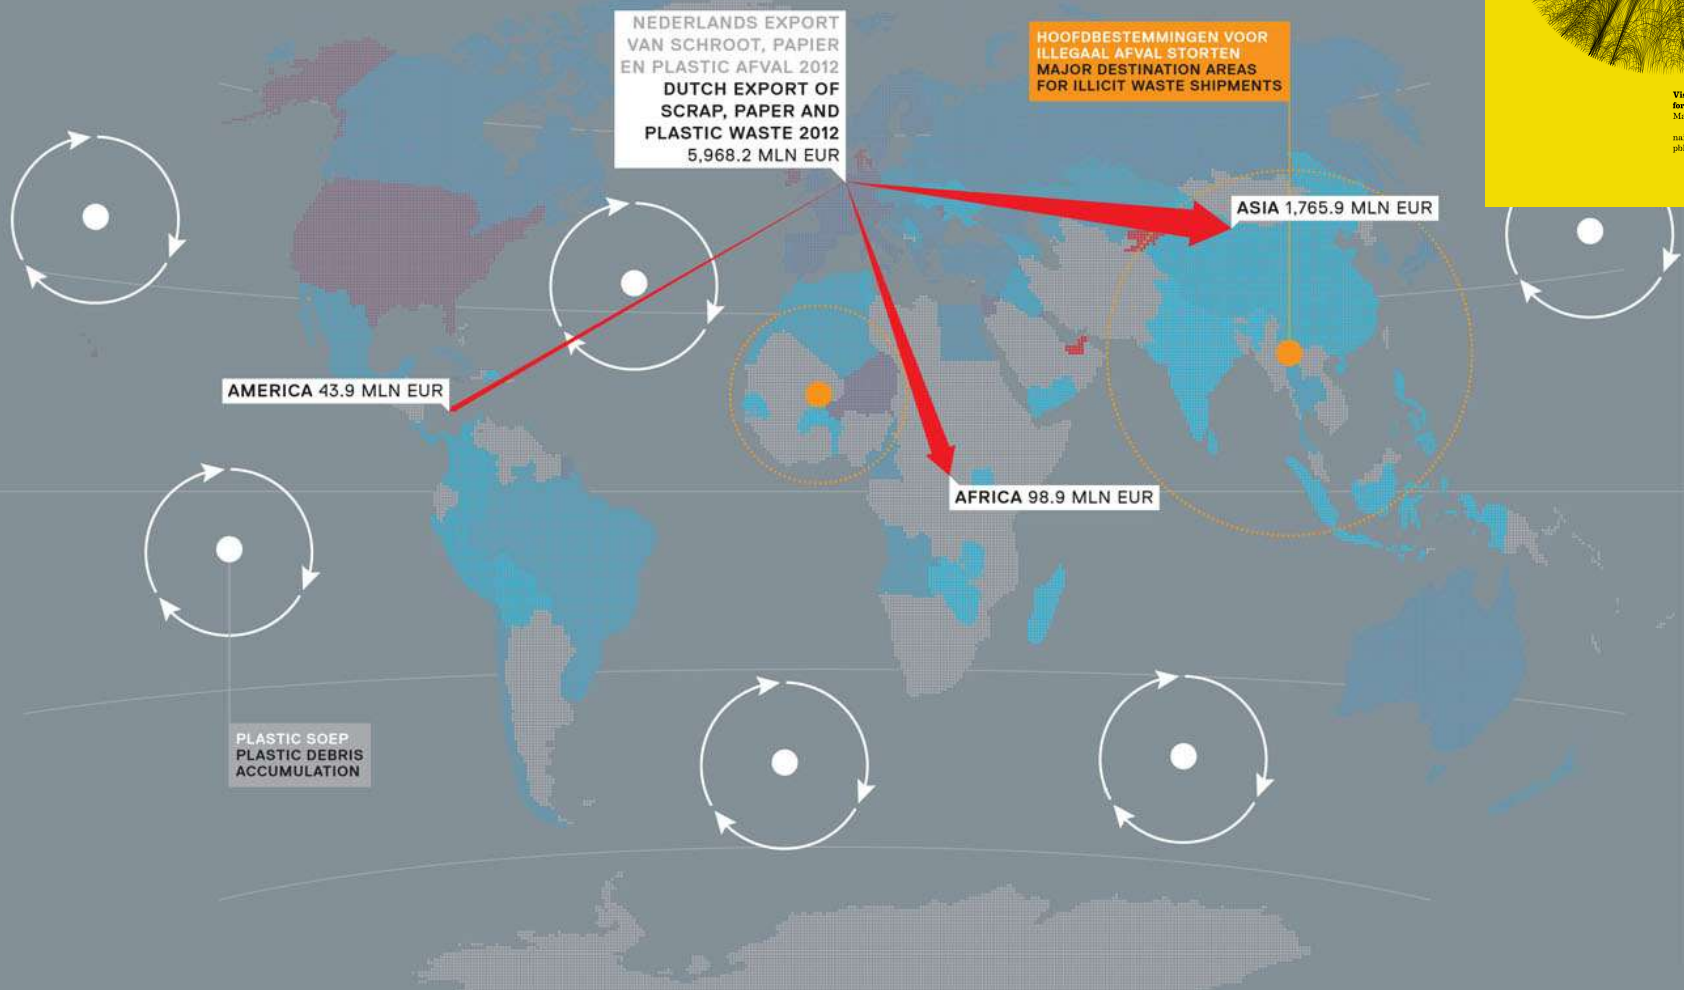 NEDERLANDS EXPORT
VAN SCHROOT, PAPIER
EN PLASTIC AFVAL 2012
DUTCH EXPORT OF
SCRAP, PAPER AND
PLASTIC WASTE 2012
5,968.2 MLN EUR
HOOFDBESTEMMINGEN VOOR
ILLEGAAL AFVAL STORTEN
MAJOR DESTINATION AREAS
FOR ILLICIT WASTE SHIPMENTS
ASIA 1,765.9 MLN EUR
AMERICA 43.9 MLN EUR
AFRICA 98.9 MLN EUR
PLASTIC SOEP
PLASTIC DEBRIS
ACCUMULATION